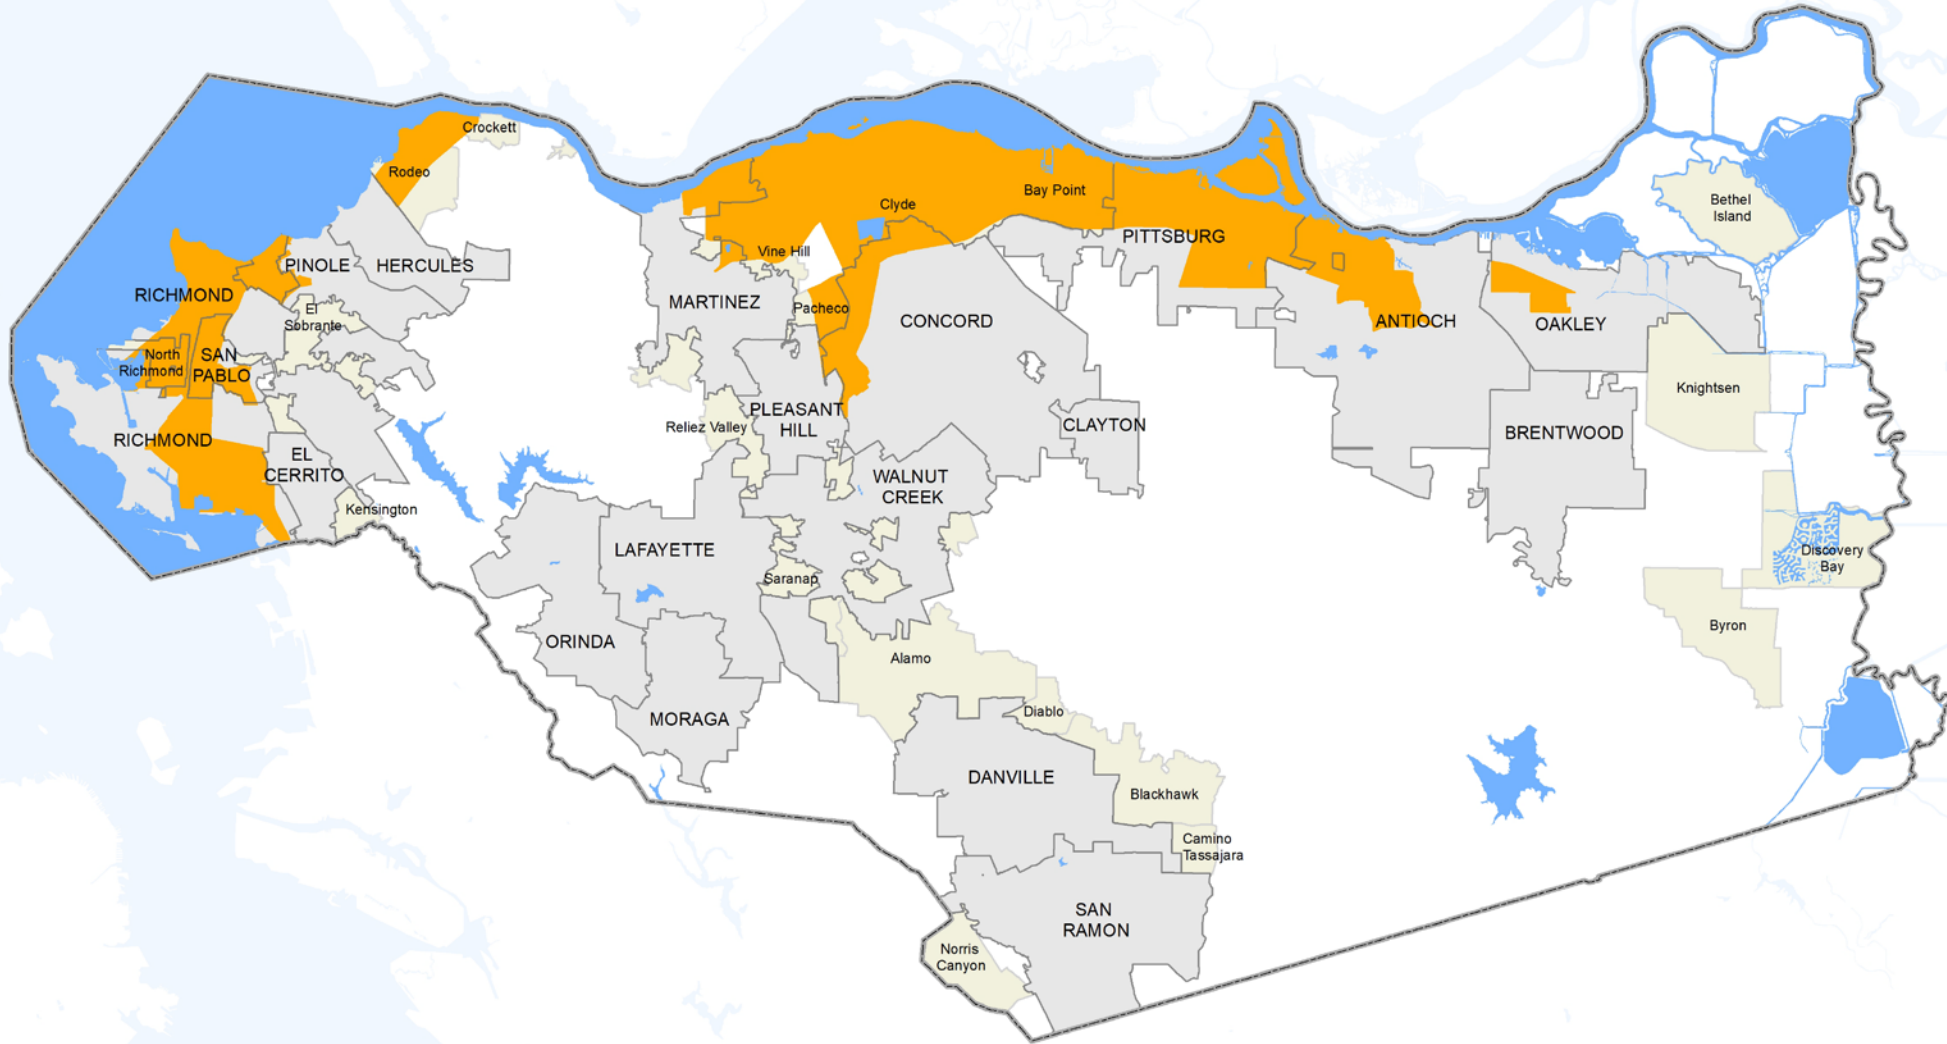 Crockett
Rodeo
Bay Point
Bethel
Island
Clyde
PITTSBURG
Vine Hill
PINOLE
HERCULES
RICHMOND
MARTINEZ
Pacheco
El
Sobrante
CONCORD
ANTIOCH
OAKLEY
North
Richmond
SAN
PABLO
Knightsen
PLEASANT
HILL
Reliez Valley
CLAYTON
BRENTWOOD
RICHMOND
EL
CERRITO
WALNUT
CREEK
Kensington
LAFAYETTE
Saranap
Discovery
Bay
ORINDA
Alamo
Byron
MORAGA
Diablo
DANVILLE
Blackhawk
Camino
Tassajara
SAN
RAMON
Norris
Canyon